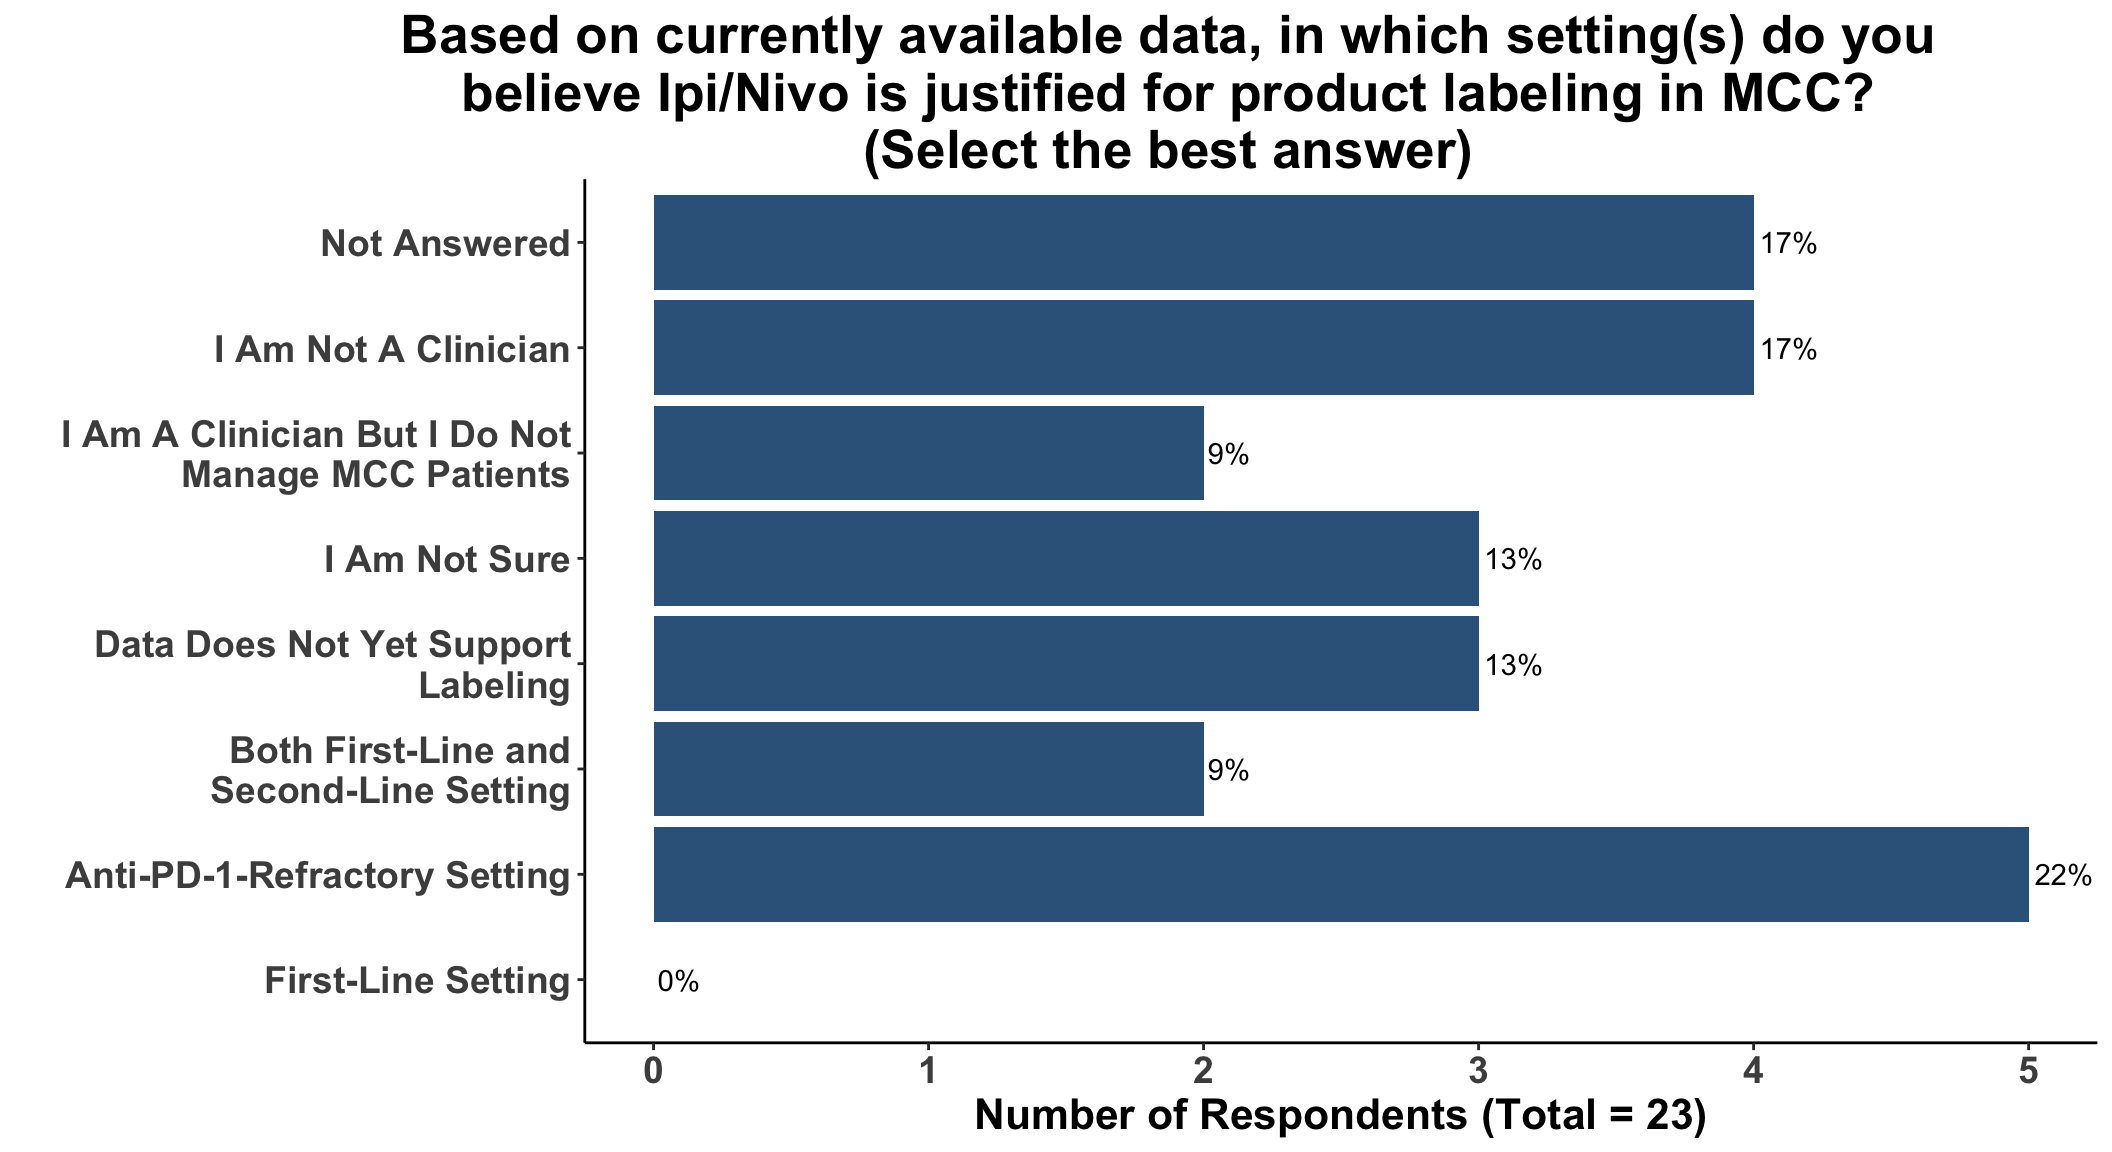 Based on currently available data, in which setting(s) do you
believe Ipi/Nivo is justified for product labeling in MCC?
(Select the best answer)
Not Answered
17%
I Am Not A Clinician
17%
I Am A Clinician But I Do Not
Manage MCC Patients
9%
I Am Not Sure
13%
Data Does Not Yet Support
Labeling
13%
Both First-Line and
Second-Line Setting
9%
Anti-PD-1-Refractory Setting
22%
First-Line Setting
0%
0 1 2 3 4 5
Number of Respondents (Total = 23)